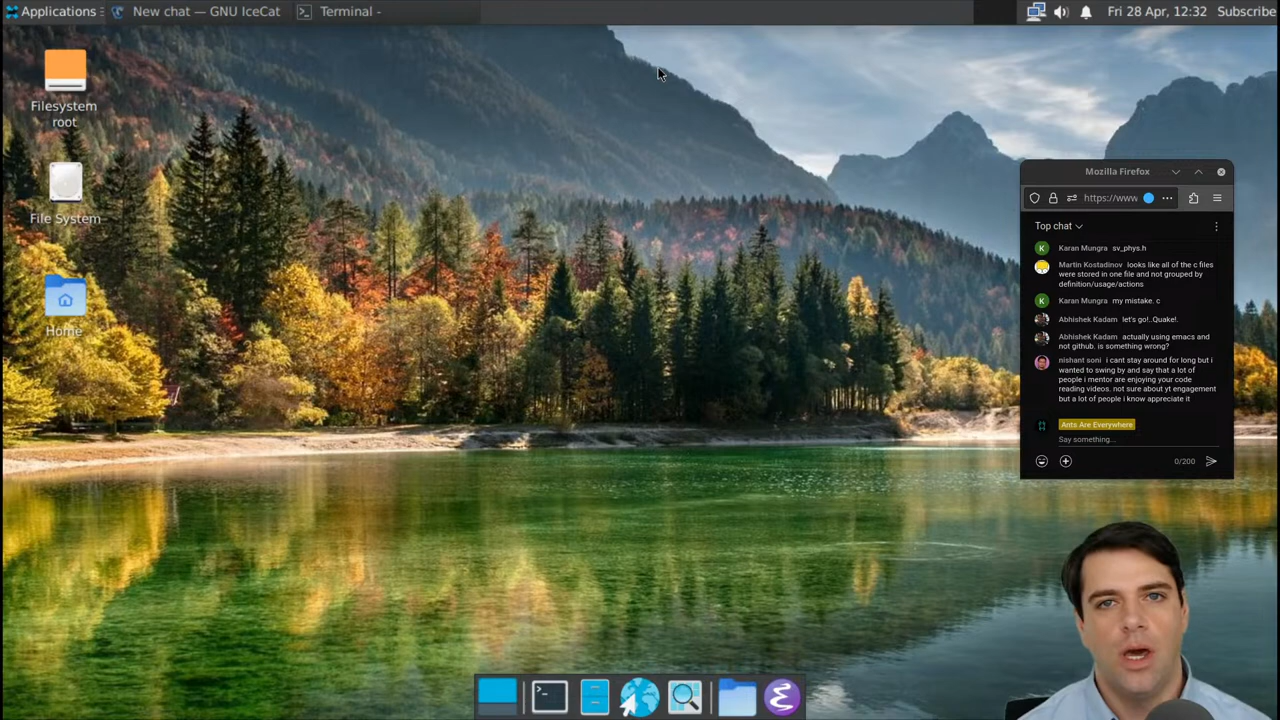 Applications New chat — GNU IceCat Terminal - Fri 28 Apr, 12:32 Subscribe
Filesystem
root
File System
Home
Mozilla Firefox
https://www
Top chat
K Karan Mungra sv_phys.h
Martin Kostadinov looks like all of the c files
were stored in one file and not grouped by
definition/usage/actions
K Karan Mungra my mistake. c
Abhishek Kadam let's go!..Quake!.
Abhishek Kadam actually using emacs and
not github. is something wrong?
nishant soni i cant stay around for long but i
wanted to swing by and say that a lot of
people i mentor are enjoying your code
reading videos. not sure about yt engagement
but a lot of people i know appreciate it
Ants Are Everywhere
Say something...
0/200